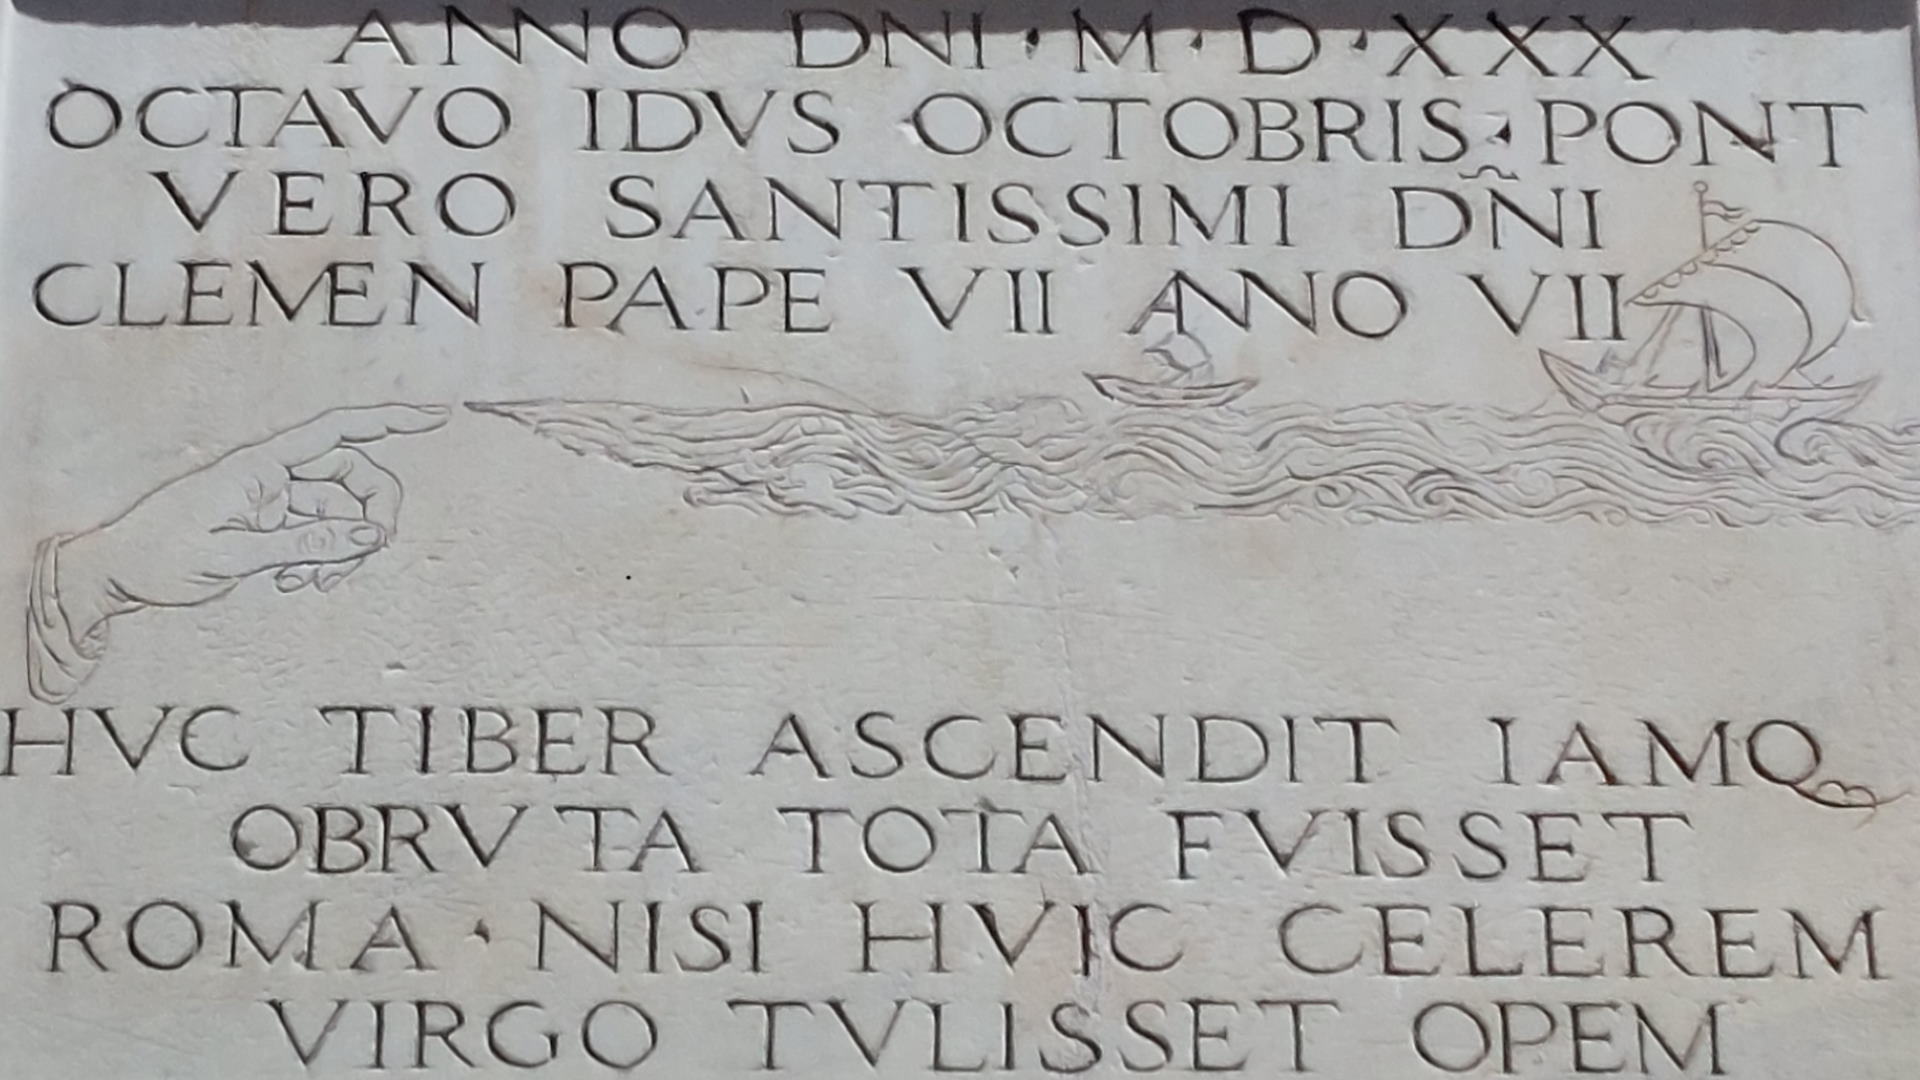 ANNO DNI · M · D · XXX
OCTAVO IDVS OCTOBRIS · PONT
VERO SANTISSIMI DÑI
CLEMEN PAPE VII ANNO VII
HVC TIBER ASCENDIT IAMQ
OBRVTA TOTA FVISSET
ROMA · NISI HVIC CELEREM
VIRGO TVLISSET OPEM